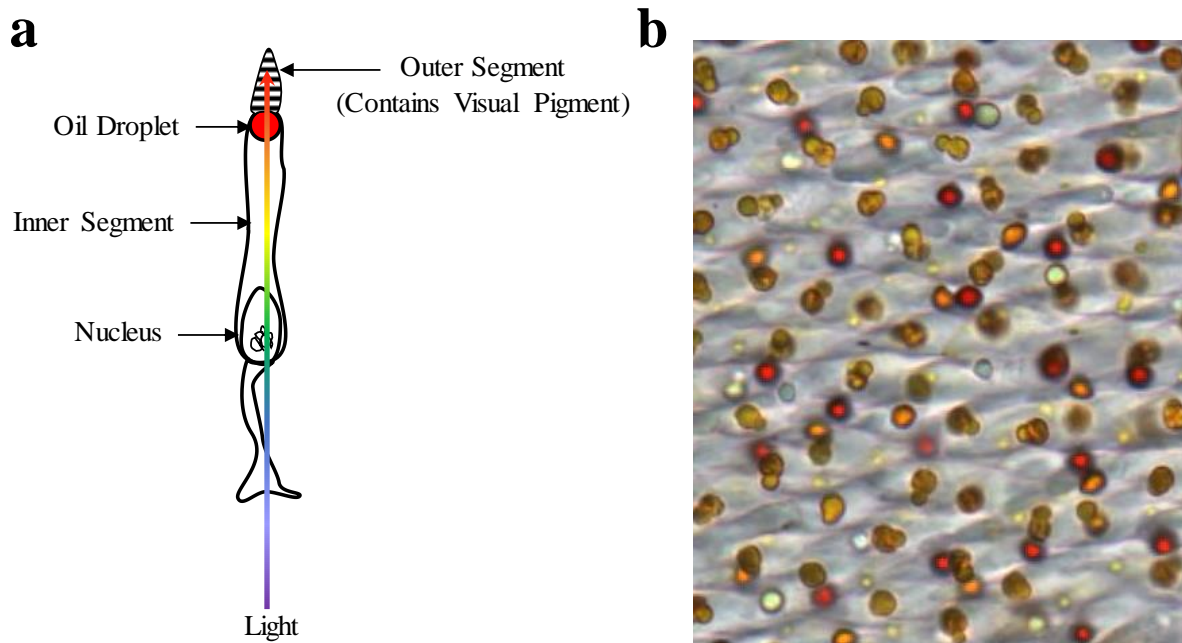 a
b
Outer Segment
(Contains Visual Pigment)
Oil Droplet
Inner Segment
Nucleus
Light